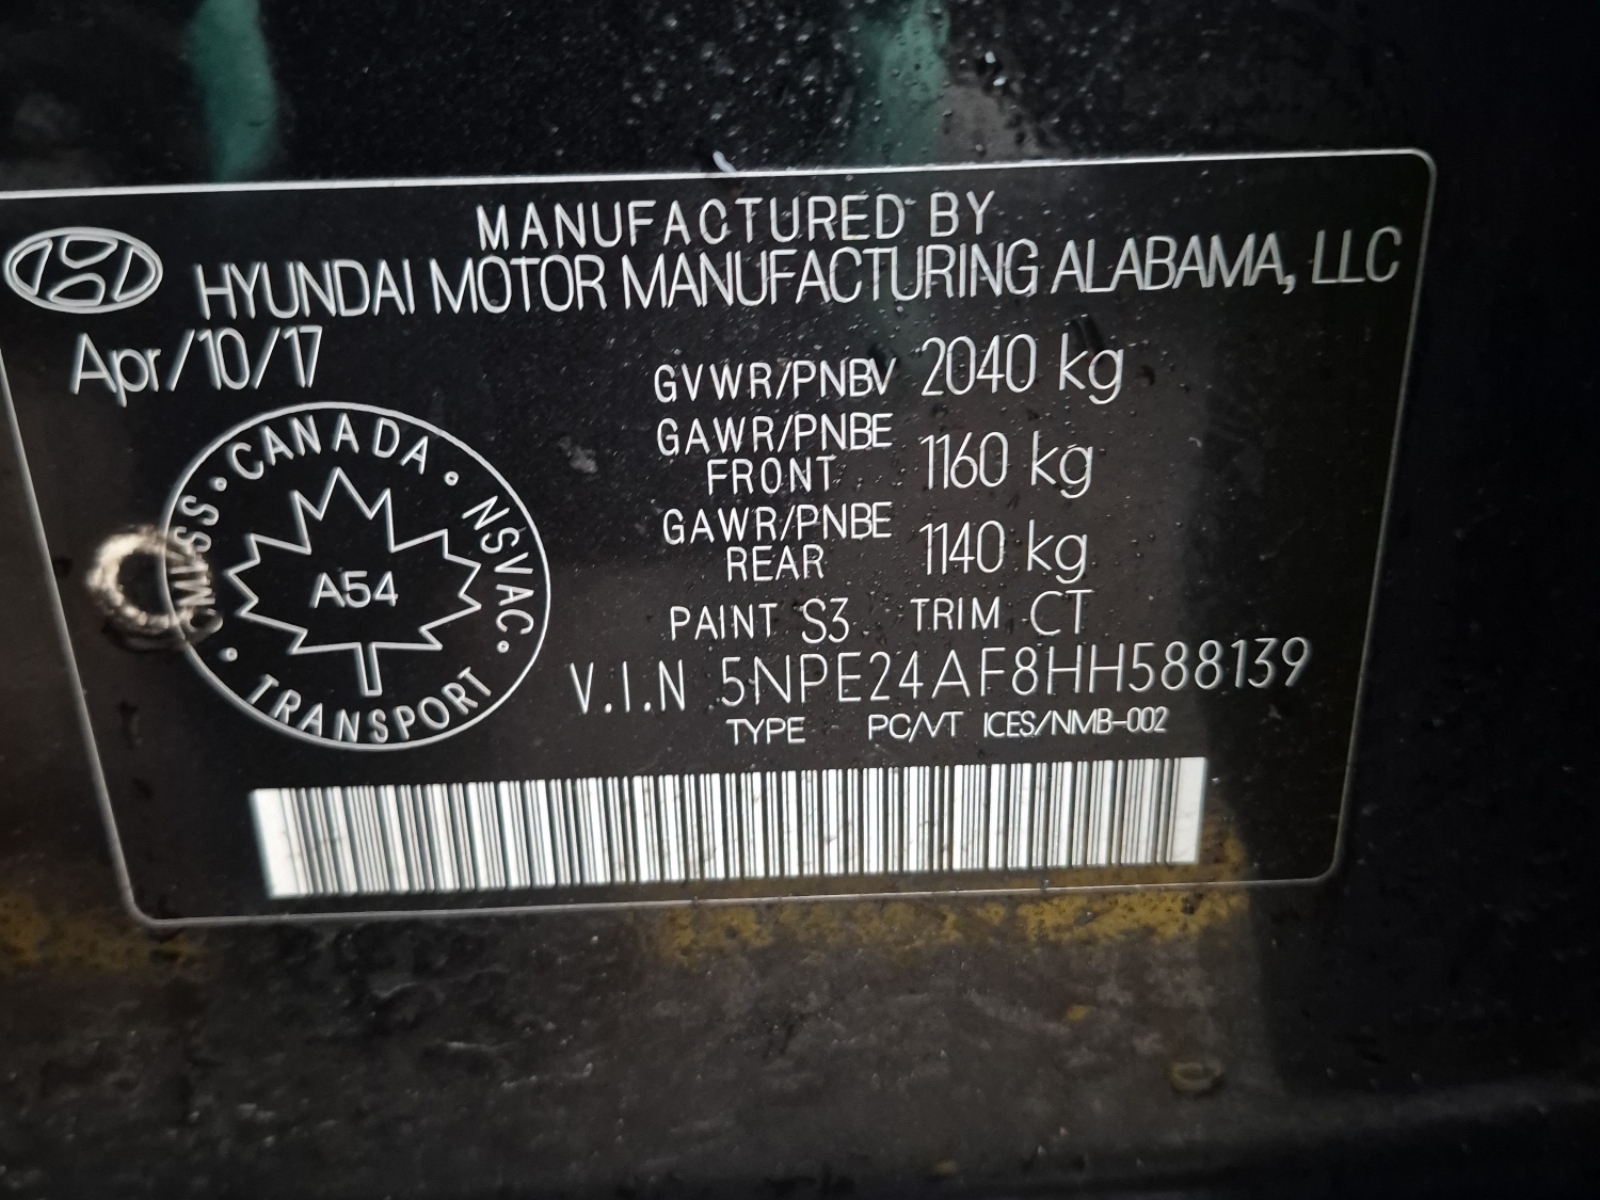 MANUFACTURED BY
HYUNDAI MOTOR MANUFACTURING ALABAMA, LLC
Apr/10/17
GVWR/PNBV 2040 kg
GAWR/PNBE FRONT 1160 kg
GAWR/PNBE REAR 1140 kg
PAINT S3 TRIM CT
V.I.N 5NPE24AF8HH588139
TYPE PC/VT ICES/NMB-002
CMVSS · CANADA · NSVAC ·
A54
· TRANSPORT